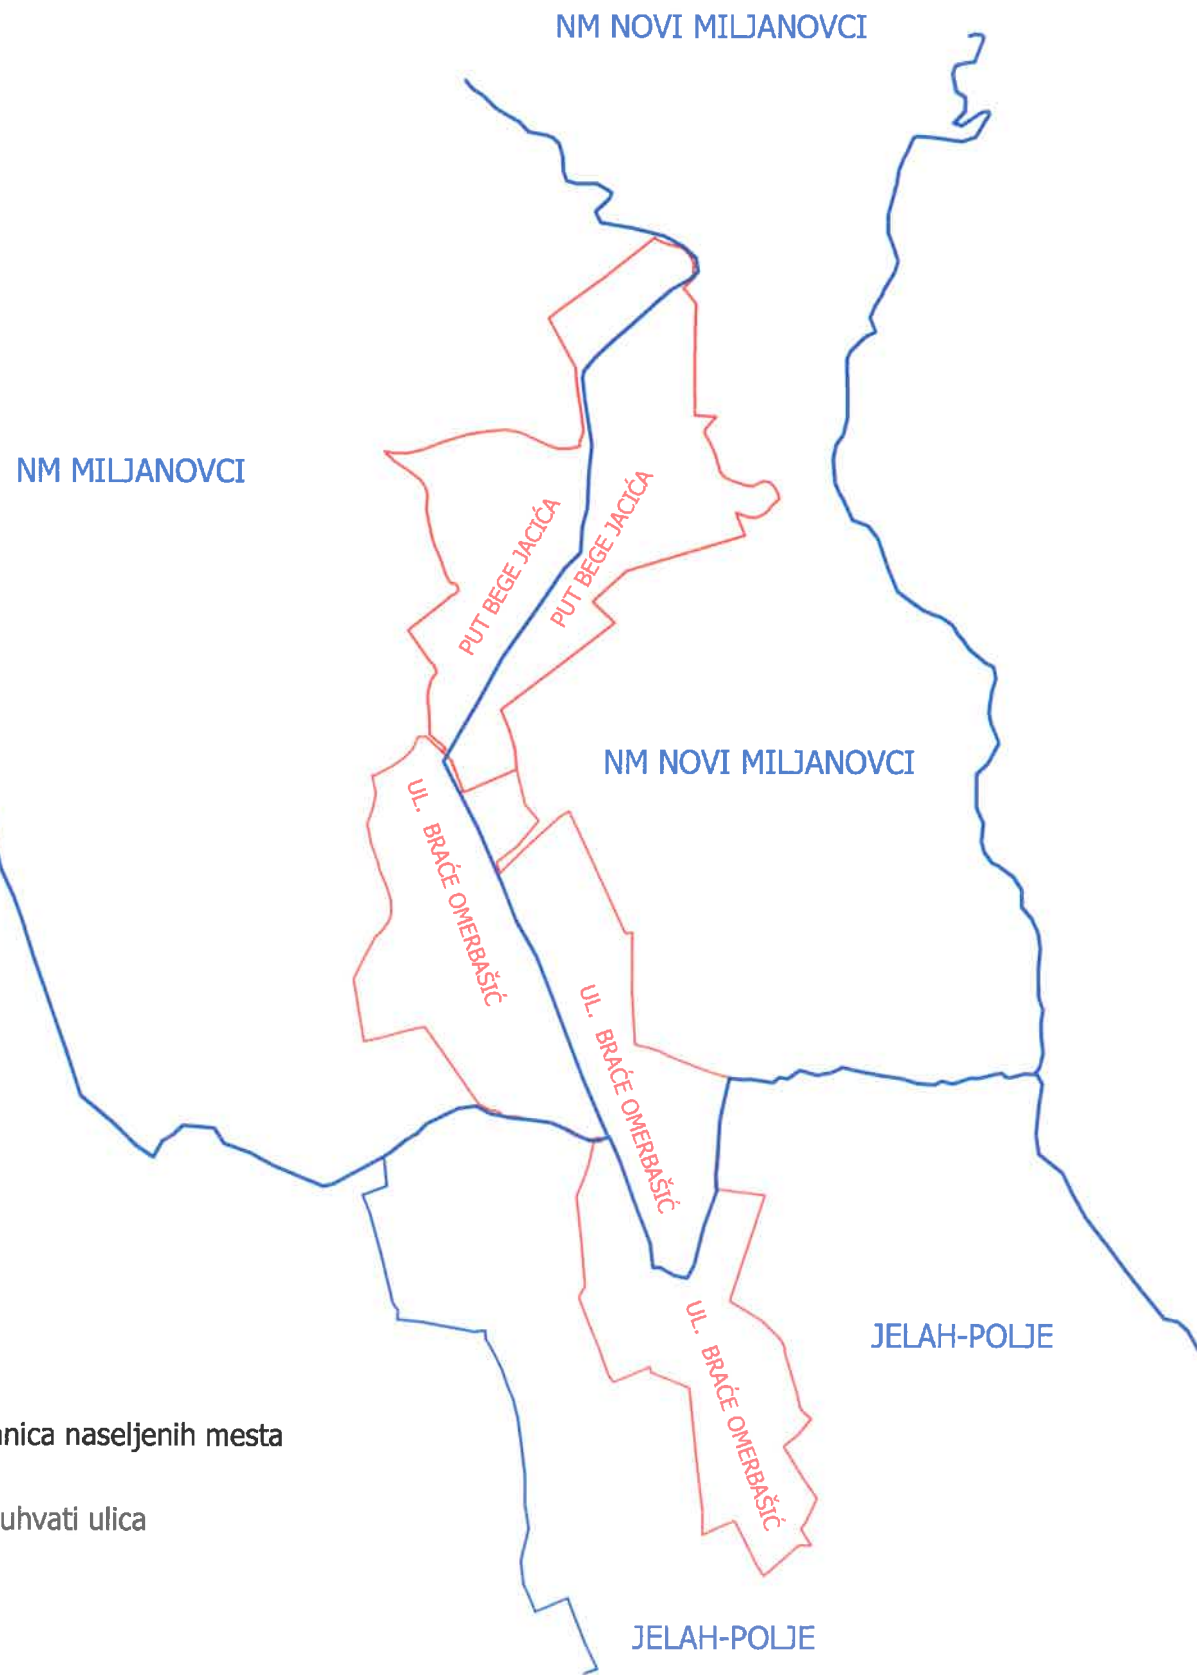 NM NOVI MILJANOVCI
NM MILJANOVCI
PUT BEGE JACIĆA
PUT BEGE JACIĆA
NM NOVI MILJANOVCI
UL. BRAĆE OMERBAŠIĆ
UL. BRAĆE OMERBAŠIĆ
UL. BRAĆE OMERBAŠIĆ
JELAH-POLJE
naseljenih mesta
uhvati ulica
JELAH-POLJE